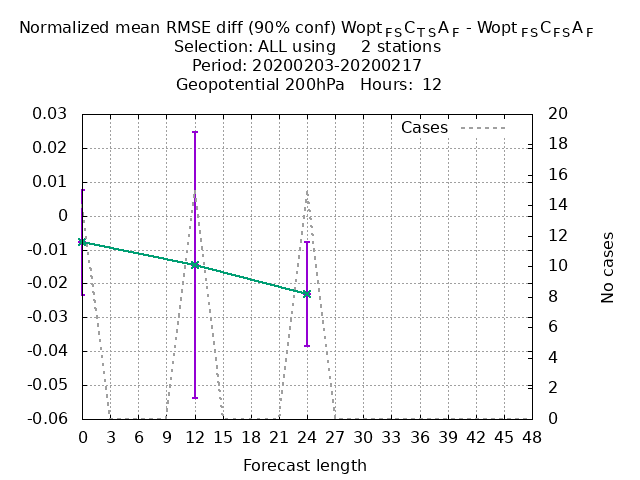 Normalized mean RMSE diff (90% conf) Wopt FS C T S A F - Wopt FS C F S A F
Selection: ALL using 2 stations
Period: 20200203-20200217
Geopotential 200hPa Hours: 12
Cases
0.03
0.02
0.01
0
-0.01
-0.02
-0.03
-0.04
-0.05
-0.06
20
18
16
14
12
10
8
6
4
2
0
No cases
0 3 6 9 12 15 18 21 24 27 30 33 36 39 42 45 48
Forecast length